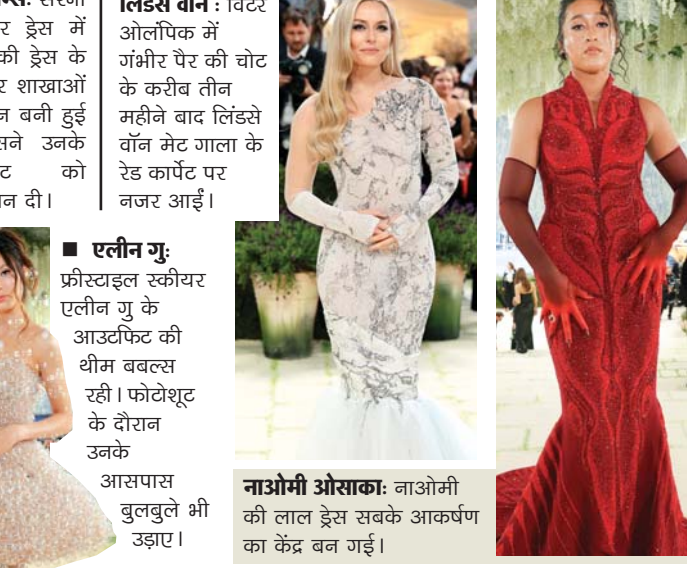 र ड्रेस में
की ड्रेस के
र शाखाओं
न बनी हुई
सने उनके
ट को
न दी।
लिंडसे वॉन : विंटर
ओलंपिक में
गंभीर पैर की चोट
के करीब तीन
महीने बाद लिंडसे
वॉन मेट गाला के
रेड कार्पेट पर
नजर आईं।
■ एलीन गु:
फ्रीस्टाइल स्कीयर
एलीन गु के
आउटफिट की
थीम बबल्स
रही। फोटोशूट
के दौरान
उनके
आसपास
बुलबुले भी
उड़ाए।
नाओमी ओसाका: नाओमी
की लाल ड्रेस सबके आकर्षण
का केंद्र बन गई।